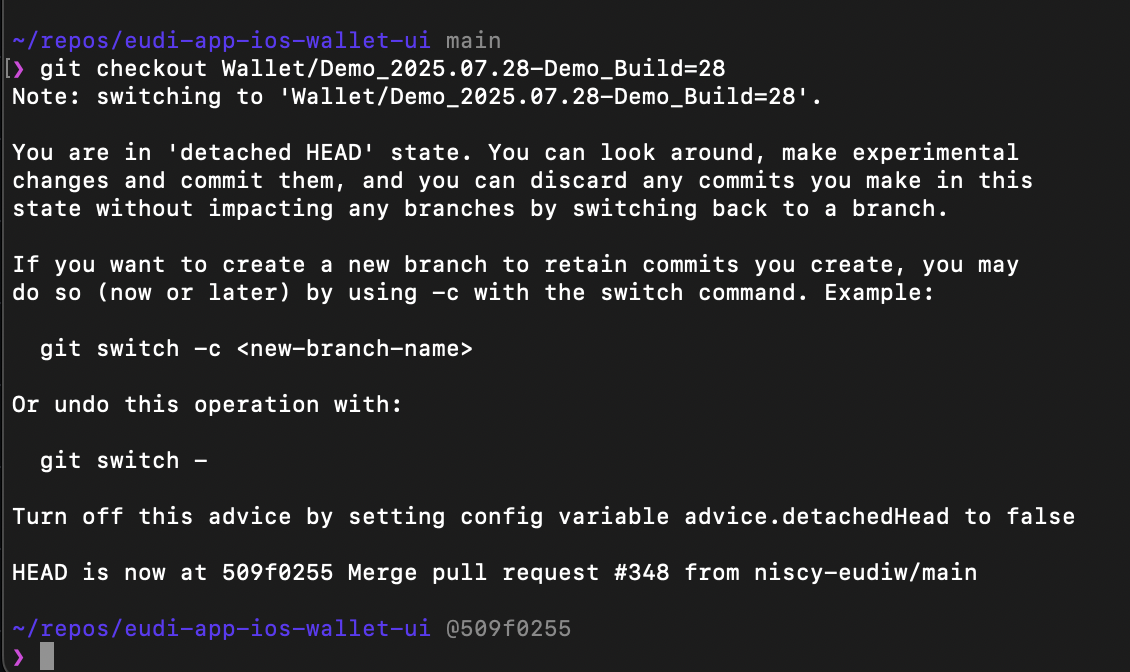 ~/repos/eudi-app-ios-wallet-ui main
[❯ git checkout Wallet/Demo_2025.07.28-Demo_Build=28
Note: switching to 'Wallet/Demo_2025.07.28-Demo_Build=28'.
You are in 'detached HEAD' state. You can look around, make experimental
changes and commit them, and you can discard any commits you make in this
state without impacting any branches by switching back to a branch.
If you want to create a new branch to retain commits you create, you may
do so (now or later) by using -c with the switch command. Example:
git switch -c <new-branch-name>
Or undo this operation with:
git switch -
Turn off this advice by setting config variable advice.detachedHead to false
HEAD is now at 509f0255 Merge pull request #348 from niscy-eudiw/main
~/repos/eudi-app-ios-wallet-ui @509f0255
❯